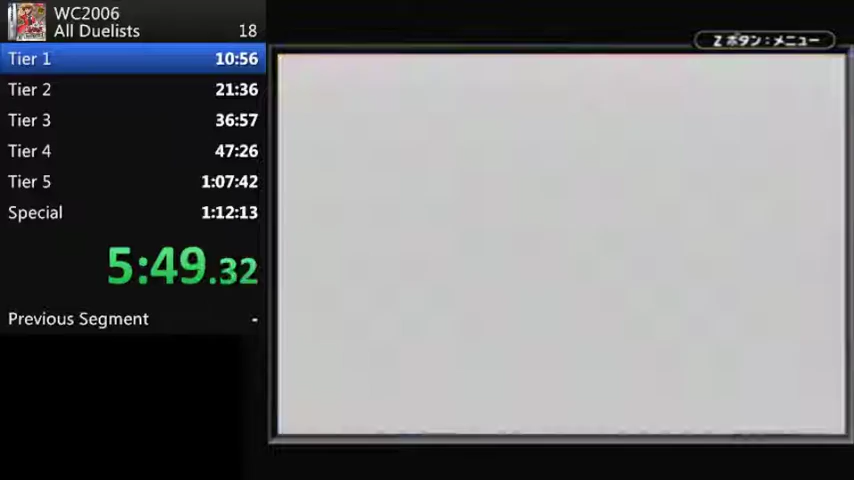 WC2006
All Duelists 18
Tier 1 10:56
Tier 2 21:36
Tier 3 36:57
Tier 4 47:26
Tier 5 1:07:42
Special 1:12:13
5:49.32
Previous Segment -
Zボタン:メニュー